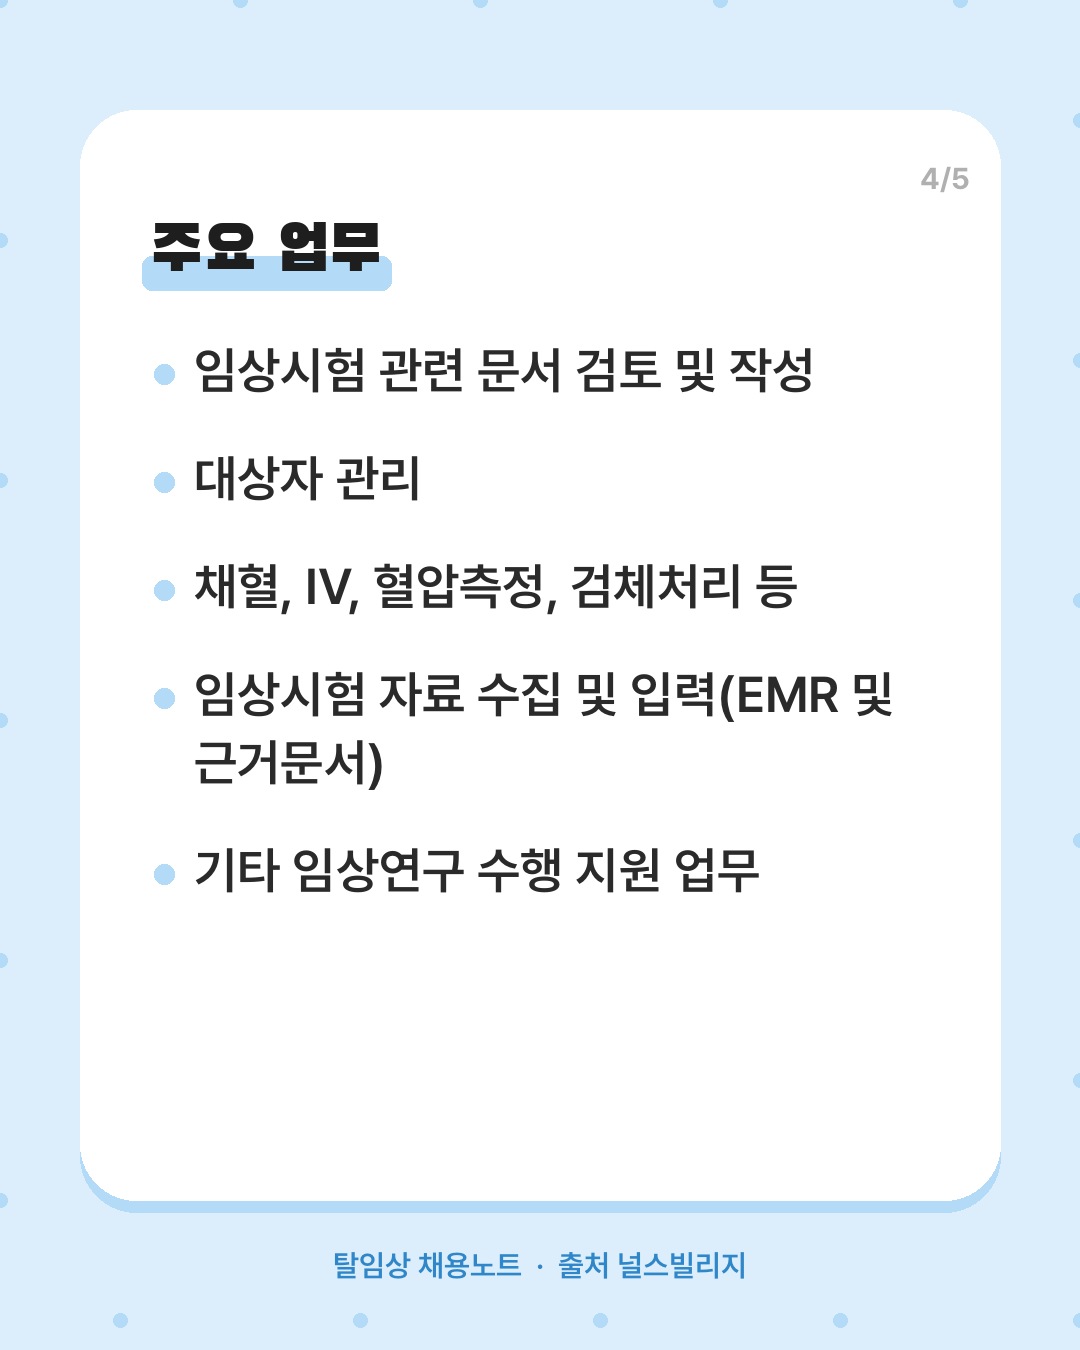 4/5
주요 업무
임상시험 관련 문서 검토 및 작성
대상자 관리
채혈, IV, 혈압측정, 검체처리 등
임상시험 자료 수집 및 입력(EMR 및
근거문서)
기타 임상연구 수행 지원 업무
탈임상 채용노트 · 출처 널스빌리지